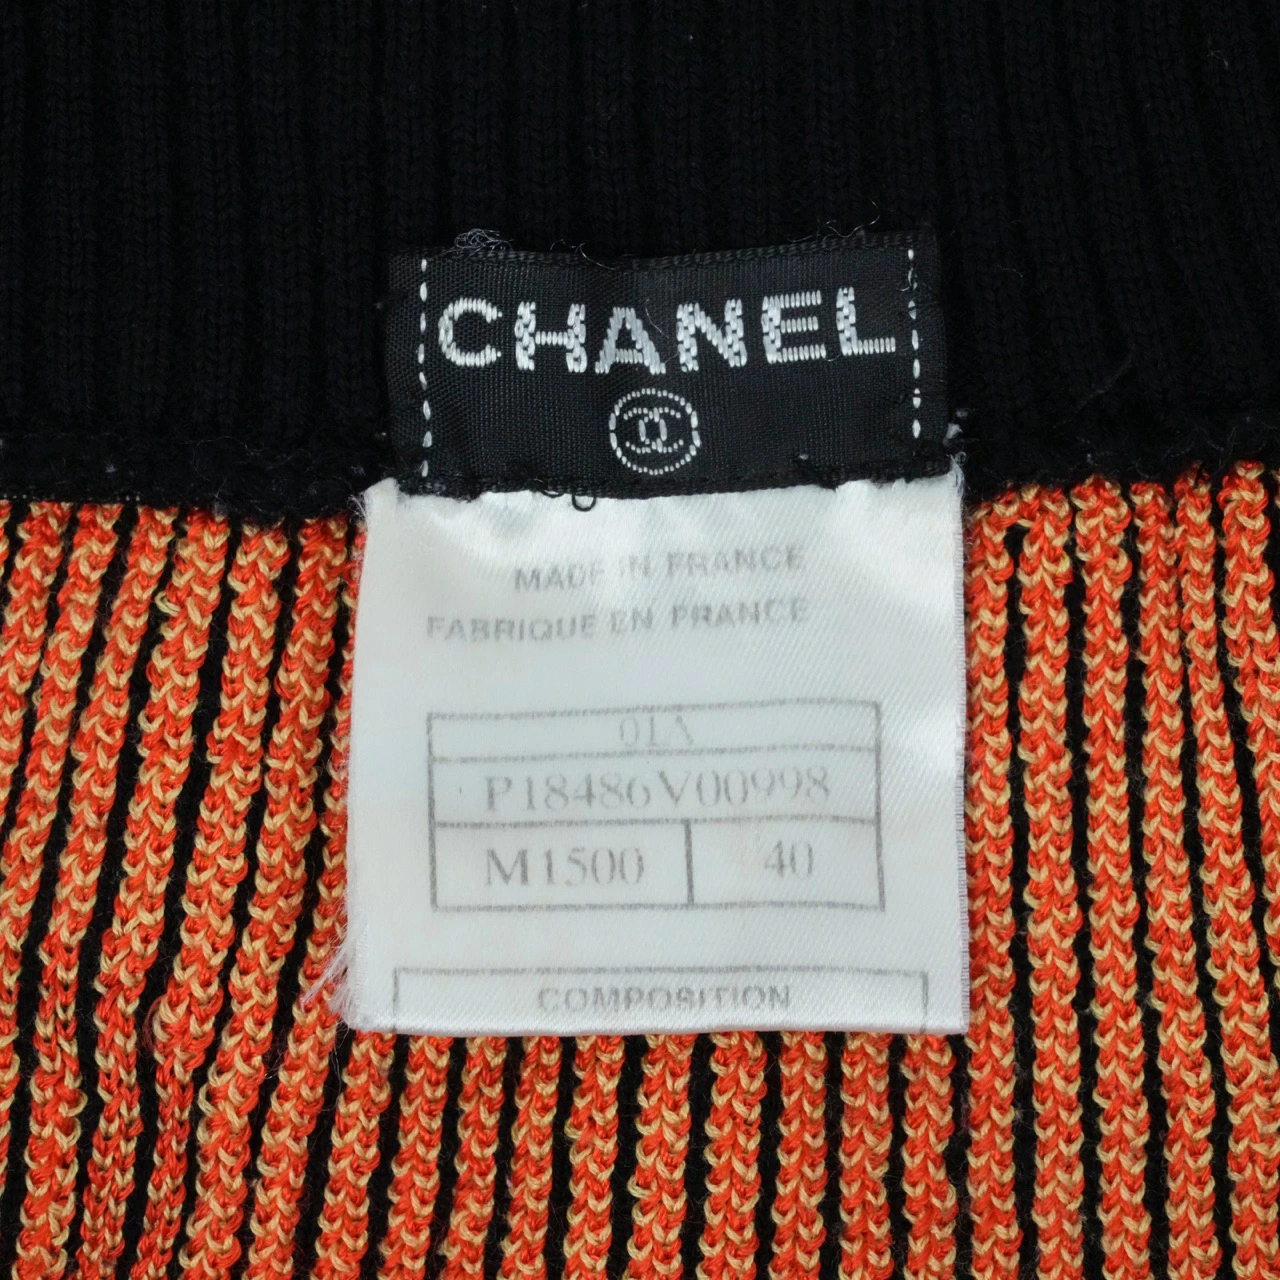 CHANEL
MADE IN FRANCE
FABRIQUE EN FRANCE
01A
P18486V00998
M1500 40
COMPOSITION